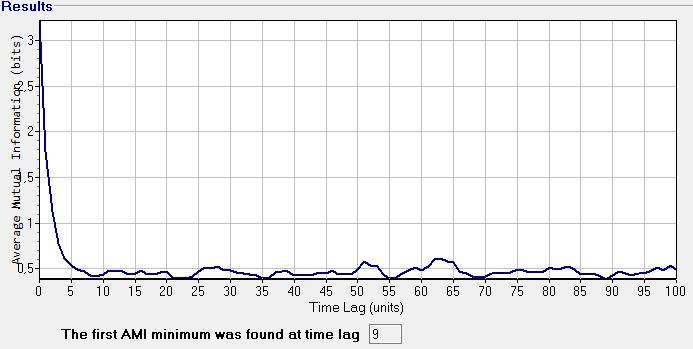 Results
Average Mutual Information (bits)
3
2,5
2
1,5
1
0,5
0 5 10 15 20 25 30 35 40 45 50 55 60 65 70 75 80 85 90 95 100
Time Lag (units)
The first AMI minimum was found at time lag 9